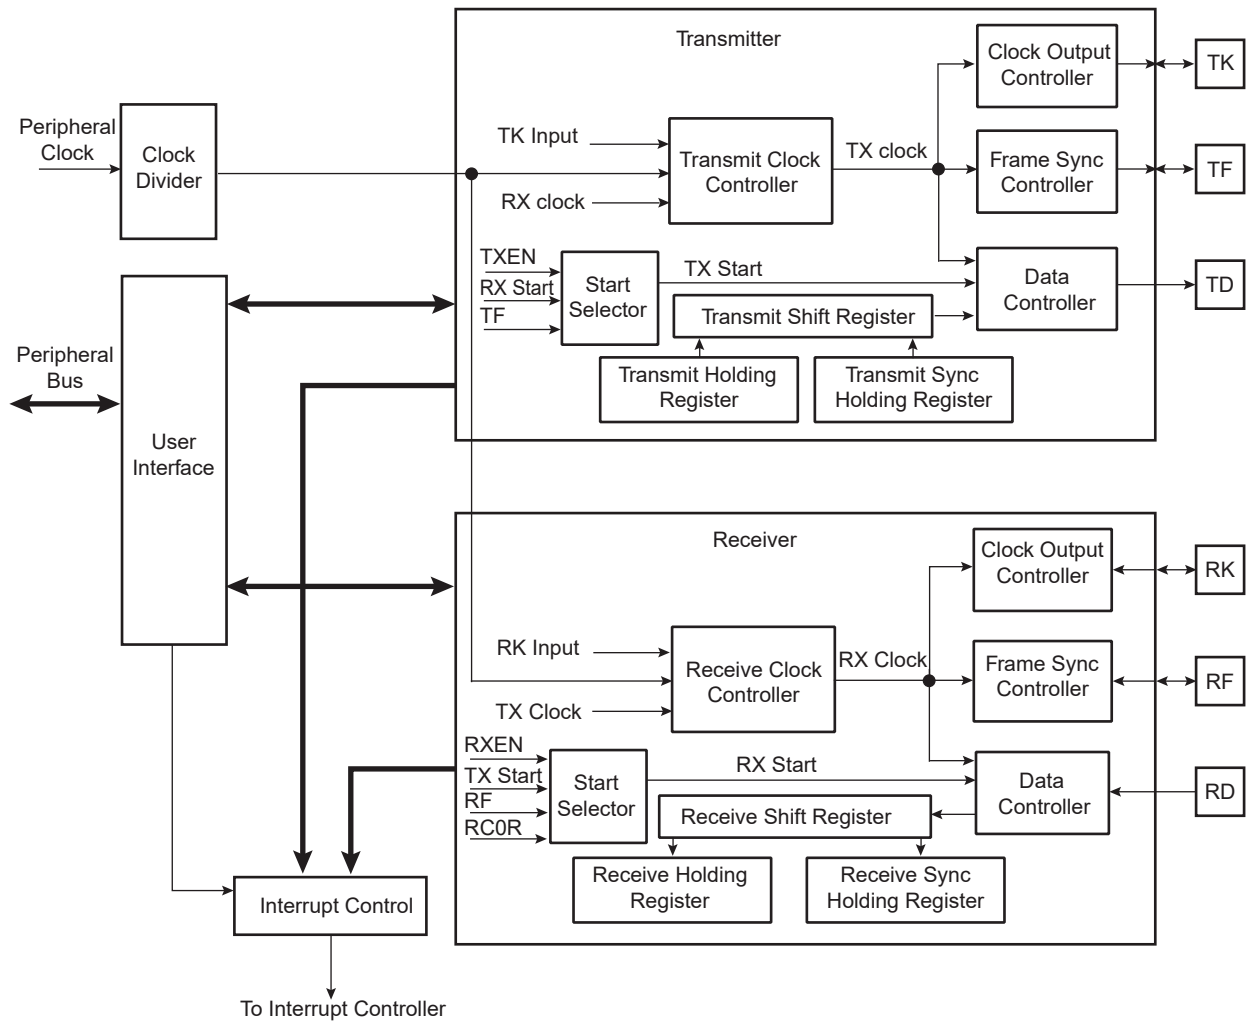 Transmitter
Clock Output
Controller
TK
Peripheral
Clock
Clock
Divider
TK Input
Transmit Clock
Controller
TX clock
RX clock
Frame Sync
Controller
TF
TXEN
RX Start
TF
Start
Selector
TX Start
Data
Controller
TD
Transmit Shift Register
Transmit Holding
Register
Transmit Sync
Holding Register
Peripheral
Bus
User
Interface
Receiver
Clock Output
Controller
RK
RK Input
Receive Clock
Controller
RX Clock
TX Clock
Frame Sync
Controller
RF
RXEN
TX Start
RF
RC0R
Start
Selector
RX Start
Data
Controller
RD
Receive Shift Register
Receive Holding
Register
Receive Sync
Holding Register
Interrupt Control
To Interrupt Controller